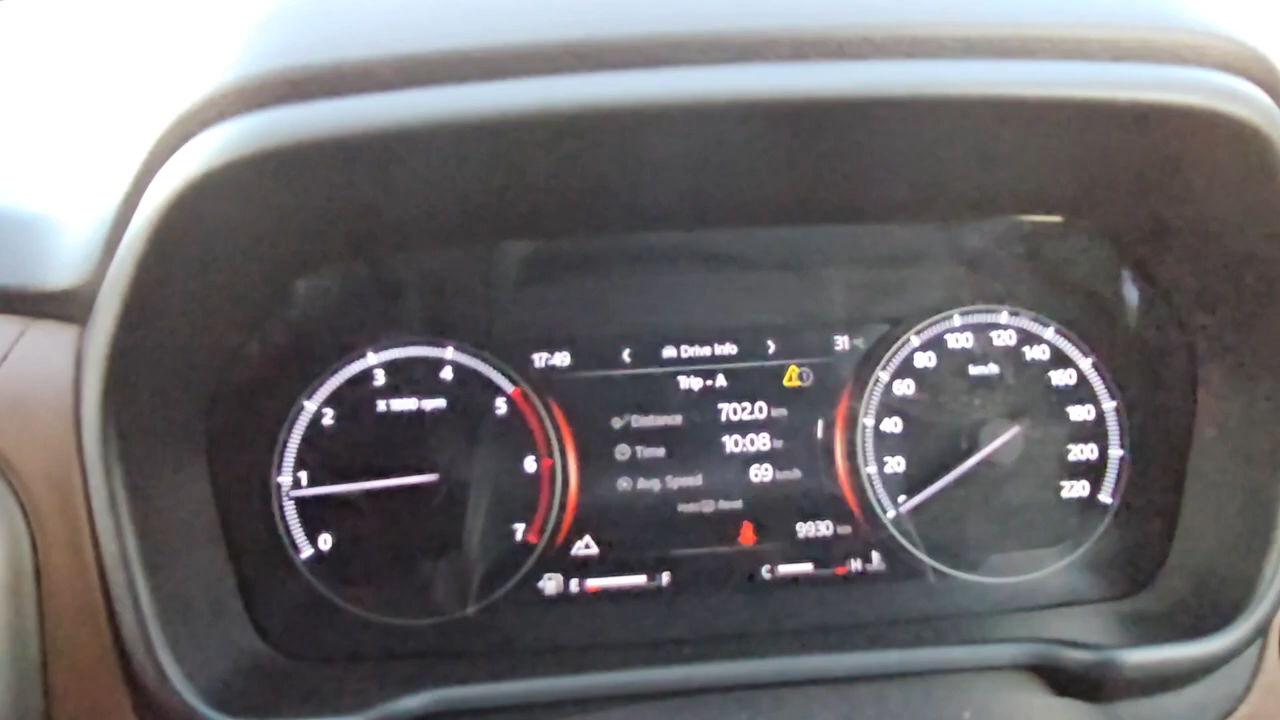 17:49 < Drive Info > 31
Trip - A
Distance 702.0 km
Time 10:08 hr
Avg. Speed 69 km/h
9930 km
E F
C H
0
1
2
3
4
5
6
7
20
40
60
80
100
120
140
160
180
200
220
km/h